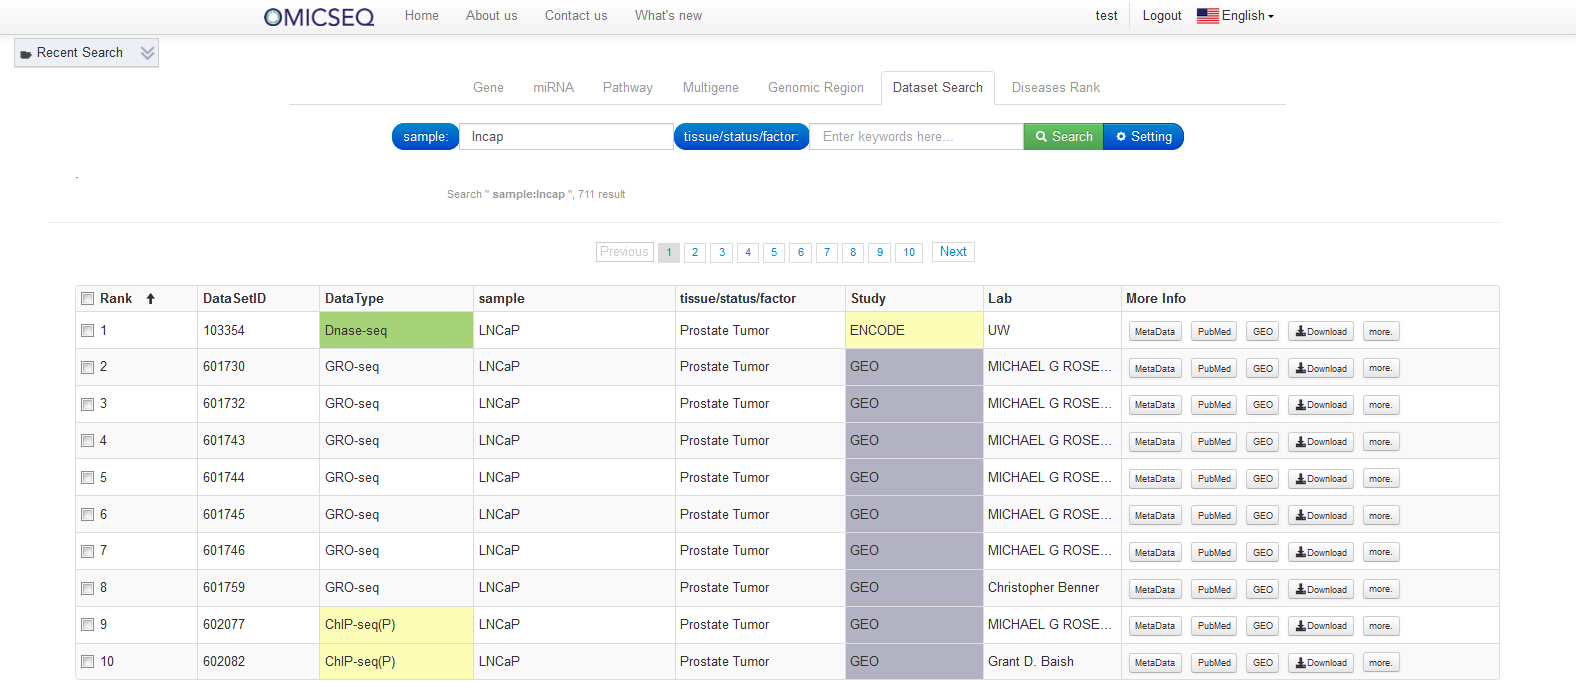 OMICSEQ Home About us Contact us What's new test Logout English
Recent Search
Gene miRNA Pathway Multigene Genomic Region Dataset Search Diseases Rank
sample: lncap tissue/status/factor: Enter keywords here... Search Setting
.
Search " sample:lncap ", 711 result
Previous 1 2 3 4 5 6 7 8 9 10 Next
Rank DataSetID DataType sample tissue/status/factor Study Lab More Info
1 103354 Dnase-seq LNCaP Prostate Tumor ENCODE UW MetaData PubMed GEO Download more.
2 601730 GRO-seq LNCaP Prostate Tumor GEO MICHAEL G ROSE... MetaData PubMed GEO Download more.
3 601732 GRO-seq LNCaP Prostate Tumor GEO MICHAEL G ROSE... MetaData PubMed GEO Download more.
4 601743 GRO-seq LNCaP Prostate Tumor GEO MICHAEL G ROSE... MetaData PubMed GEO Download more.
5 601744 GRO-seq LNCaP Prostate Tumor GEO MICHAEL G ROSE... MetaData PubMed GEO Download more.
6 601745 GRO-seq LNCaP Prostate Tumor GEO MICHAEL G ROSE... MetaData PubMed GEO Download more.
7 601746 GRO-seq LNCaP Prostate Tumor GEO MICHAEL G ROSE... MetaData PubMed GEO Download more.
8 601759 GRO-seq LNCaP Prostate Tumor GEO Christopher Benner MetaData PubMed GEO Download more.
9 602077 ChIP-seq(P) LNCaP Prostate Tumor GEO MICHAEL G ROSE... MetaData PubMed GEO Download more.
10 602082 ChIP-seq(P) LNCaP Prostate Tumor GEO Grant D. Baish MetaData PubMed GEO Download more.